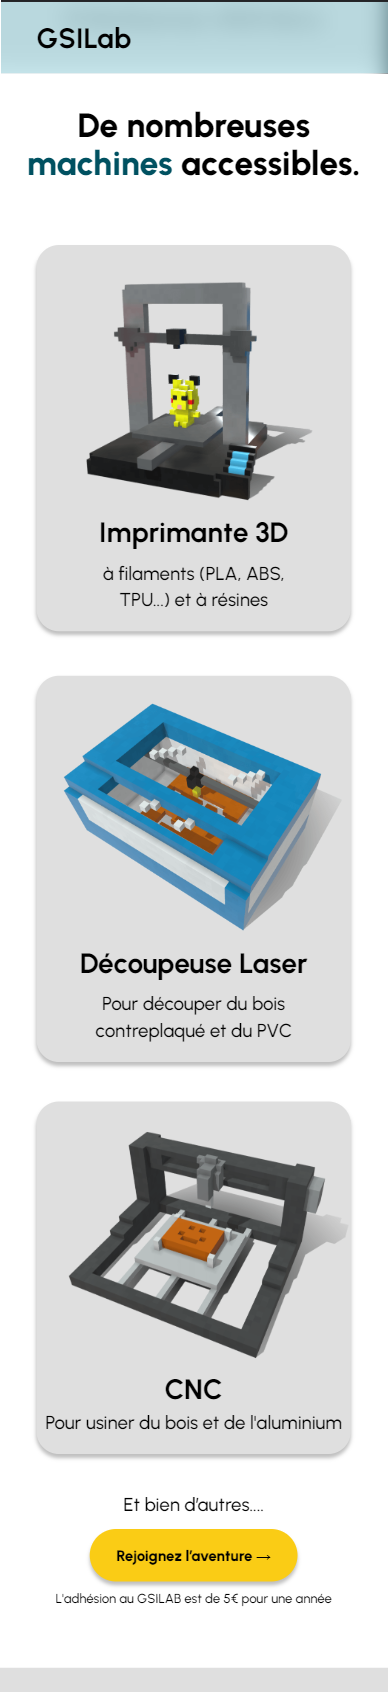 GSILab
De nombreuses
machines accessibles.
Imprimante 3D
à filaments (PLA, ABS,
TPU...) et à résines
Découpeuse Laser
Pour découper du bois
contreplaqué et du PVC
CNC
Pour usiner du bois et de l'aluminium
Et bien d'autres....
Rejoignez l'aventure →
L'adhésion au GSILAB est de 5€ pour une année